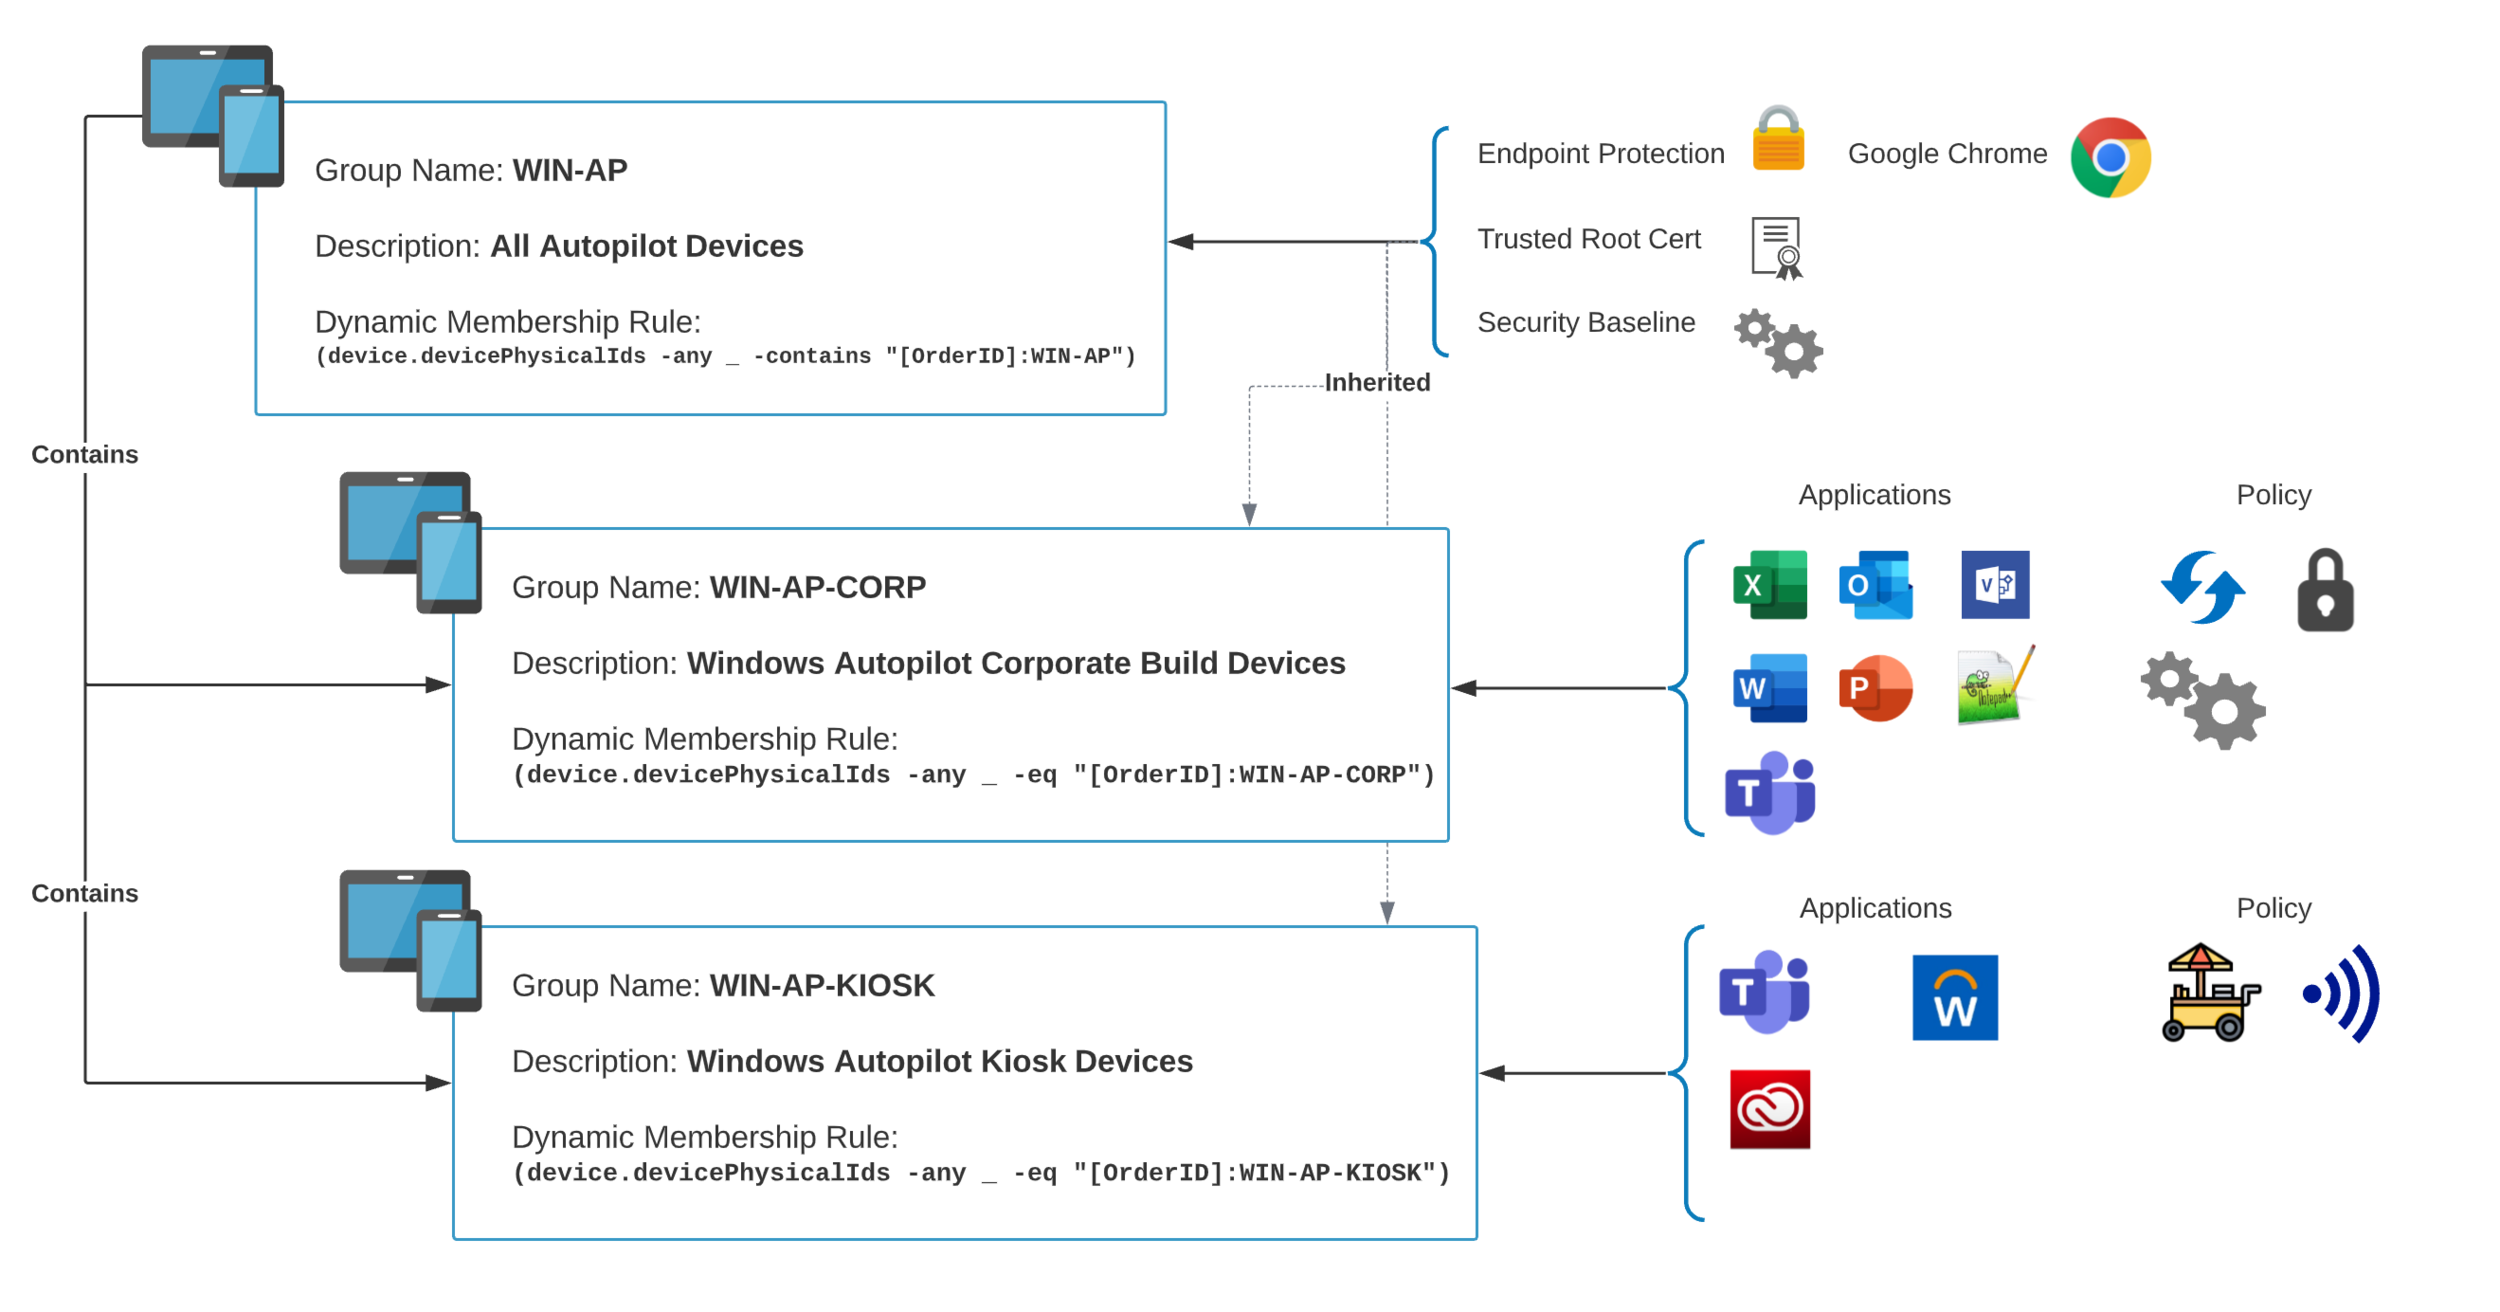 Group Name: WIN-AP
Description: All Autopilot Devices
Dynamic Membership Rule:
(device.devicePhysicalIds -any _ -contains "[OrderID]:WIN-AP")
Endpoint Protection
Google Chrome
Trusted Root Cert
Security Baseline
Inherited
Contains
Group Name: WIN-AP-CORP
Description: Windows Autopilot Corporate Build Devices
Dynamic Membership Rule:
(device.devicePhysicalIds -any _ -eq "[OrderID]:WIN-AP-CORP")
Applications
Policy
X
O
V
W
P
Notepad
T
Contains
Group Name: WIN-AP-KIOSK
Description: Windows Autopilot Kiosk Devices
Dynamic Membership Rule:
(device.devicePhysicalIds -any _ -eq "[OrderID]:WIN-AP-KIOSK")
Applications
Policy
T
W